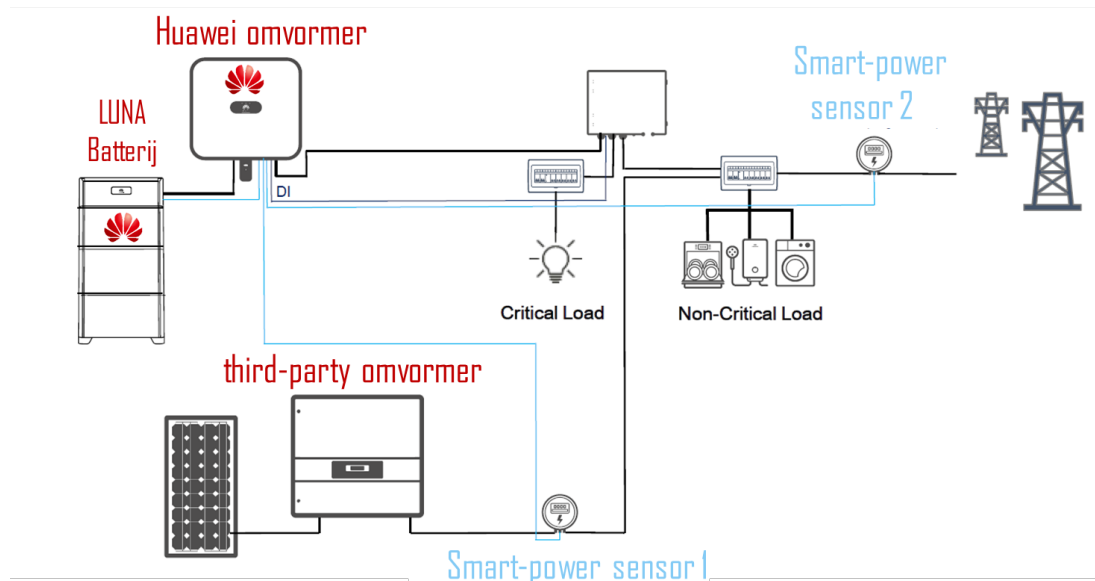 Huawei omvormer
Smart-power
sensor 2
LUNA
Batterij
DI
Critical Load
Non-Critical Load
third-party omvormer
Smart-power sensor 1